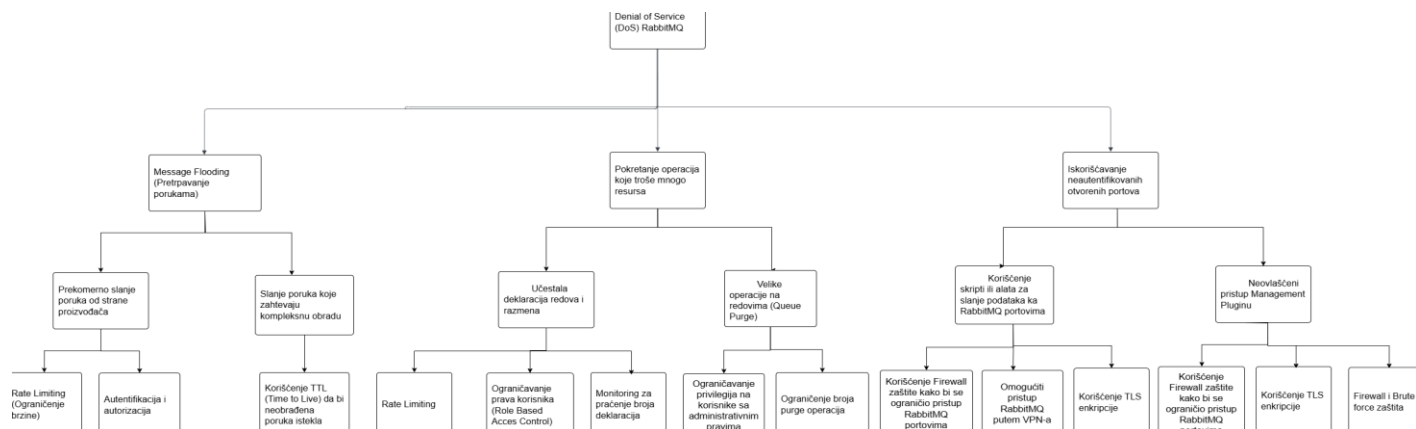 Denial of Service
(DoS) RabbitMQ
Message Flooding
(Pretrpavanje
porukama)
Pokretanje operacija
koje troše mnogo
resursa
Iskorišćavanje
neautentifikovanih
otvorenih portova
Prekomerno slanje
poruka od strane
proizvođača
Slanje poruka koje
zahtevaju
kompleksnu obradu
Učestala
deklaracija redova i
razmena
Velike
operacije na
redovima (Queue
Purge)
Korišćenje
skripti ili alata za
slanje podataka ka
RabbitMQ portovima
Neovlašćeni
pristup Management
Pluginu
Rate Limiting
(Ograničenje
brzine)
Autentifikacija i
autorizacija
Korišćenje TTL
(Time to Live) da bi
neobrađena
poruka istekla
Rate Limiting
Ograničavanje
prava korisnika
(Role Based
Acces Control)
Monitoring za
praćenje broja
deklaracija
Ograničavanje
privilegija na
korisnike sa
administrativnim
pravima
Ograničenje broja
purge operacija
Korišćenje Firewall
zaštite kako bi se
ograničio pristup
RabbitMQ
portovima
Omogućiti
pristup
RabbitMQ
putem VPN-a
Korišćenje TLS
enkripcije
Korišćenje
Firewall zaštite
kako bi se
ograničio pristup
RabbitMQ
portovima
Korišćenje TLS
enkripcije
Firewall i Brute
force zaštita